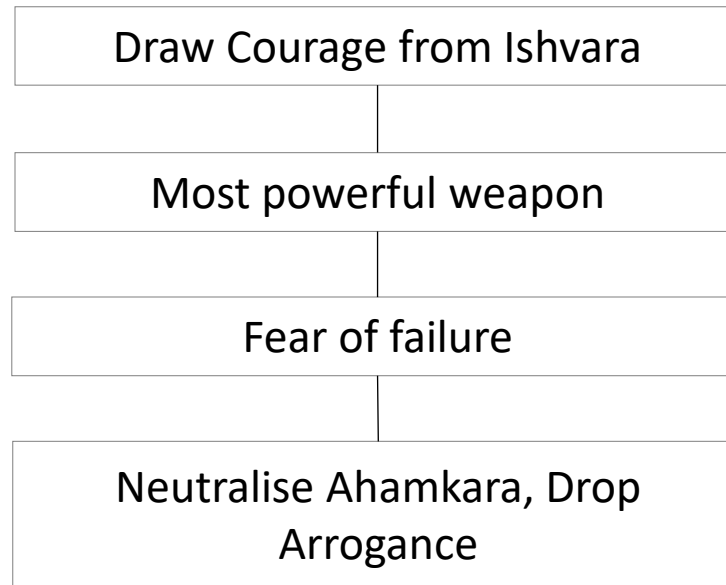 Draw Courage from Ishvara
Most powerful weapon
Fear of failure
Neutralise Ahamkara, Drop
Arrogance